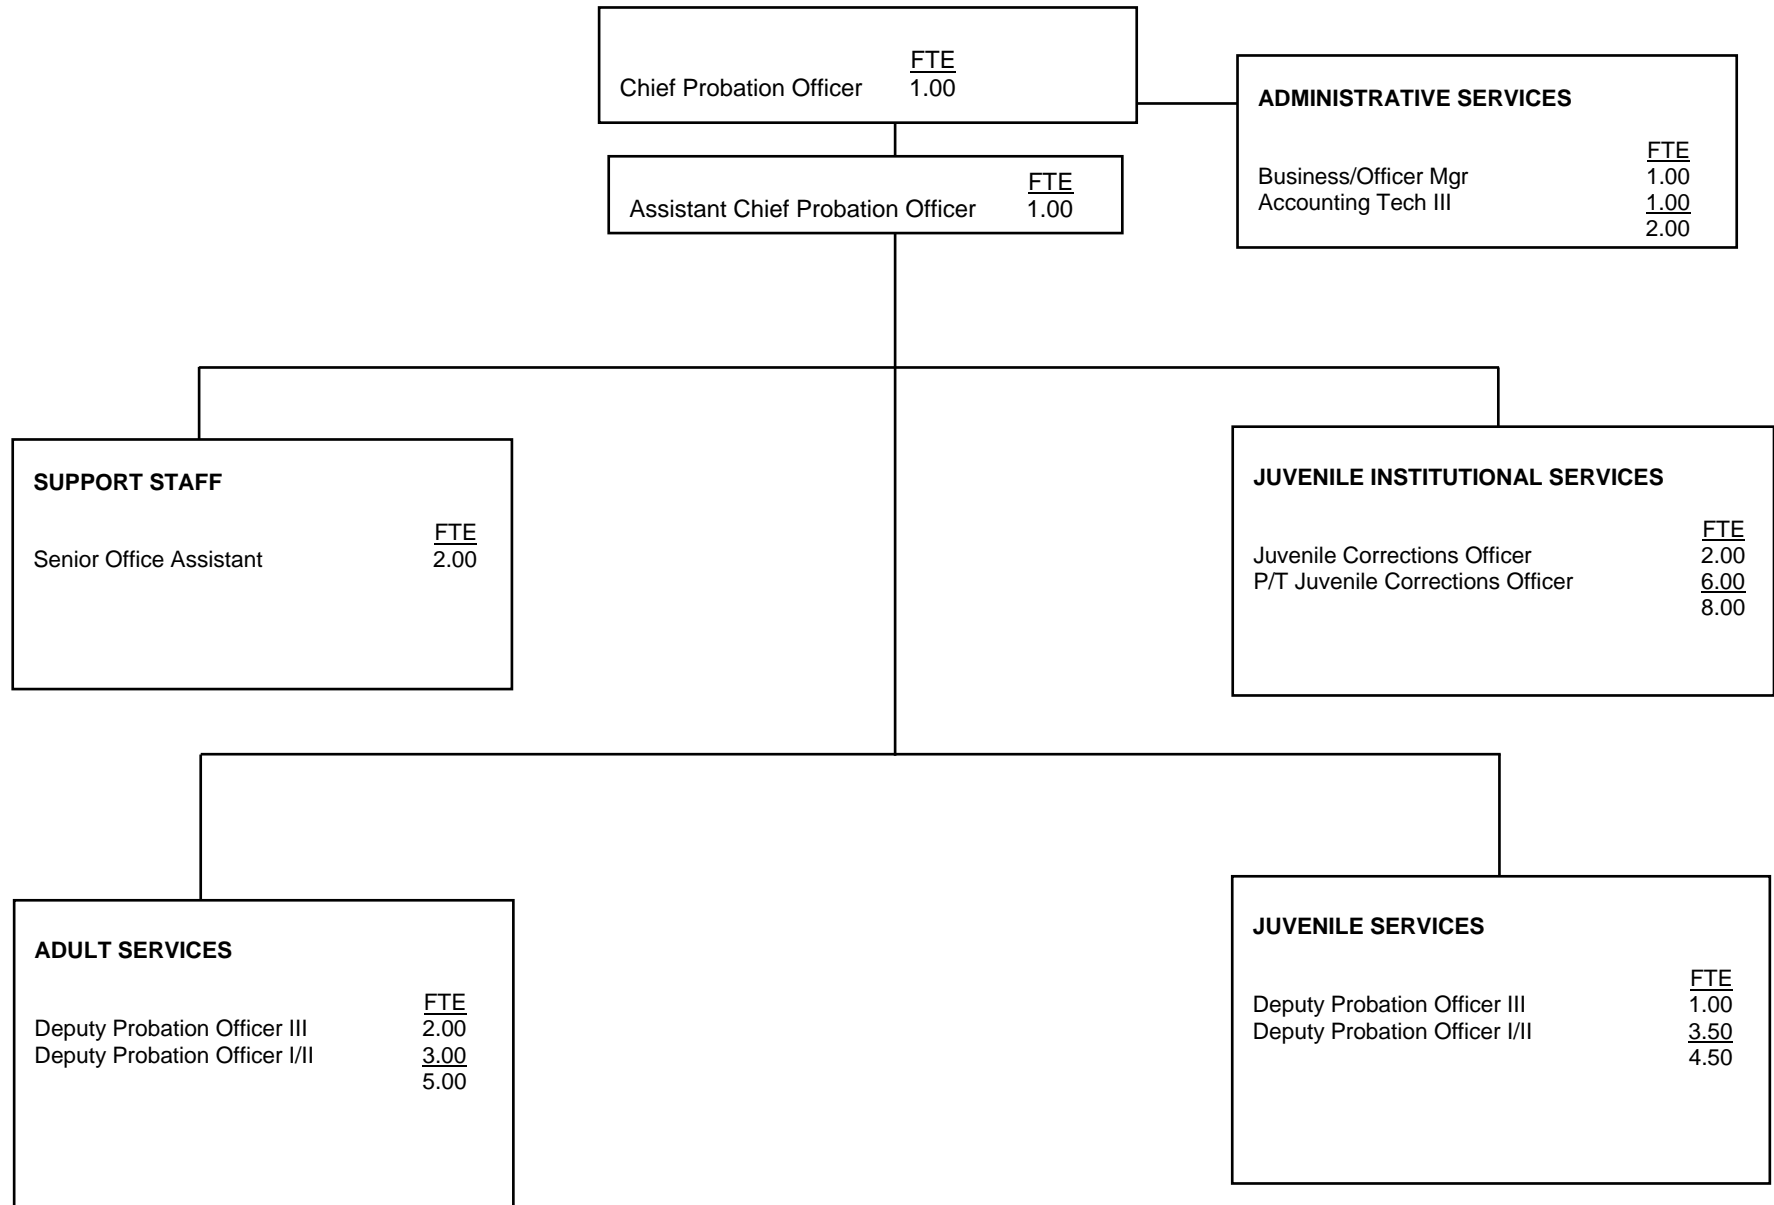 FTE
Chief Probation Officer 1.00
ADMINISTRATIVE SERVICES
FTE
Business/Officer Mgr 1.00
Accounting Tech III 1.00
2.00
FTE
Assistant Chief Probation Officer 1.00
SUPPORT STAFF
FTE
Senior Office Assistant 2.00
JUVENILE INSTITUTIONAL SERVICES
FTE
Juvenile Corrections Officer 2.00
P/T Juvenile Corrections Officer 6.00
8.00
ADULT SERVICES
FTE
Deputy Probation Officer III 2.00
Deputy Probation Officer I/II 3.00
5.00
JUVENILE SERVICES
FTE
Deputy Probation Officer III 1.00
Deputy Probation Officer I/II 3.50
4.50